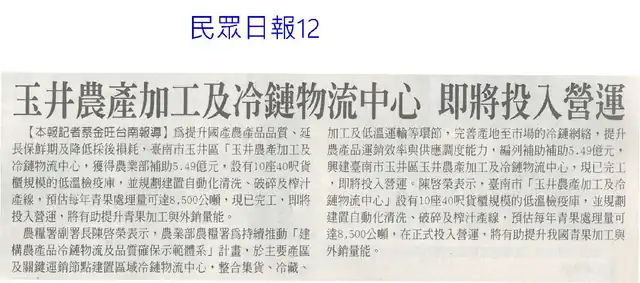 民眾日報12
玉井農產加工及冷鏈物流中心 即將投入營運
【本報記者蔡金旺台南報導】為提升國產農產品品質、延
長保鮮期及降低採後損耗，臺南市玉井區「玉井農產加工及
冷鏈物流中心」，獲得農業部補助5.49億元，設有10座40呎貨
櫃規模的低溫檢疫庫，並規劃建置自動化清洗、破碎及榨汁
產線，預估每年青果處理量可達8,500公噸，現已完工，即將
投入營運，將有助提升青果加工與外銷量能。
農糧署副署長陳啓榮表示，農業部農糧署為持續推動「建
構農產品冷鏈物流及品質確保示範體系」計畫，於主要產區
及關鍵運銷節點建置區域冷鏈物流中心，整合集貨、冷藏、
加工及低溫運輸等環節，完善產地至市場的冷鏈網絡，提升
農產品運銷效率與供應調度能力，編列補助補助5.49億元，
興建臺南市玉井區玉井農產加工及冷鏈物流中心，現已完工
，即將投入營運。陳啓榮表示，臺南市「玉井農產加工及冷鏈
物流中心」設有10座40呎貨櫃規模的低溫檢疫庫，並規劃
建置自動化清洗、破碎及榨汁產線，預估每年青果處理量可
達8,500公噸，在正式投入營運，將有助提升我國青果加工與
外銷量能。